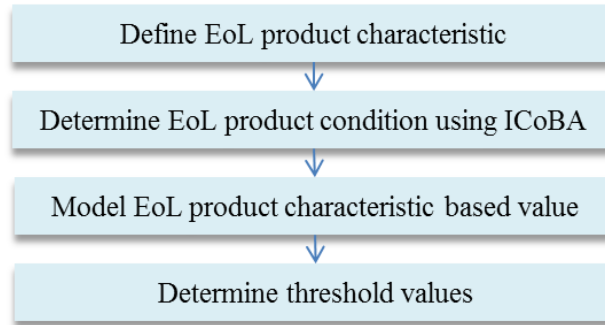 Define EoL product characteristic
Determine EoL product condition using ICoBA
Model EoL product characteristic based value
Determine threshold values